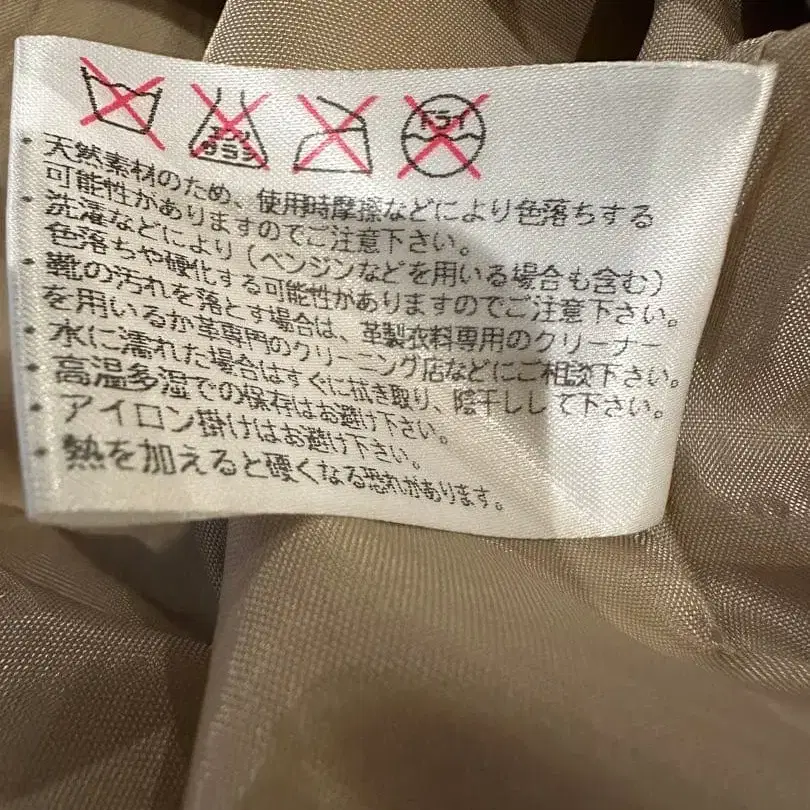 エンソ
サラシ
ドライ
・天然素材のため、使用時摩擦などにより色落ちする
可能性がありますのでご注意下さい。
・洗濯などにより（ベンジンなどを用いる場合も含む）
色落ちや硬化する可能性がありますのでご注意下さい。
・靴の汚れを落とす場合は、革製衣料専用のクリーナー
を用いるか革専門のクリーニング店などにご相談下さい。
・水に濡れた場合はすぐに拭き取り、陰干しして下さい。
・高温多湿での保存はお避け下さい。
・アイロン掛けはお避け下さい。
・熱を加えると硬くなる恐れがあります。